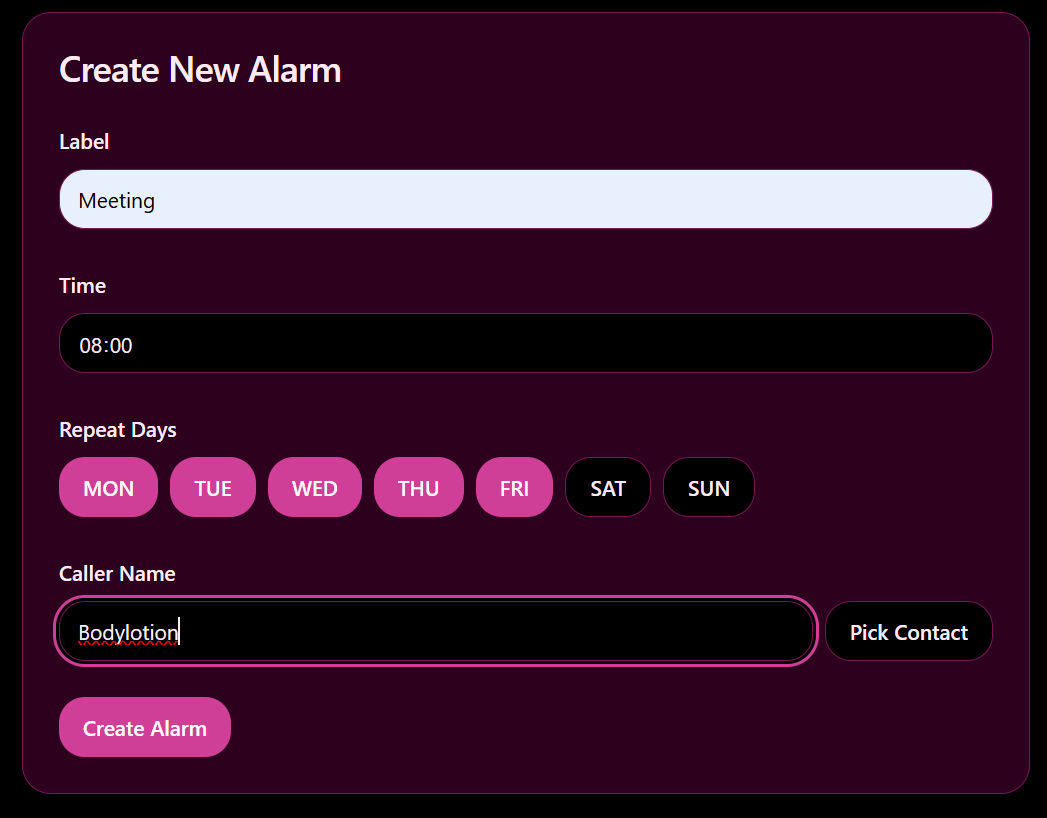 Create New Alarm
Label
Meeting
Time
08:00
Repeat Days
MON TUE WED THU FRI SAT SUN
Caller Name
Bodylotion Pick Contact
Create Alarm